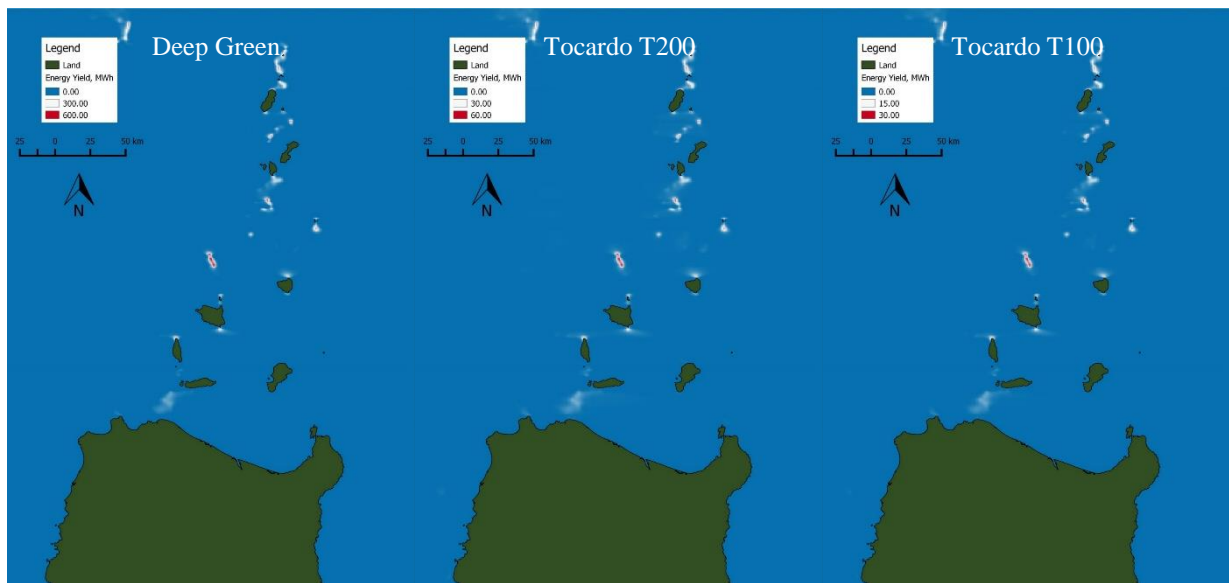 Deep Green
Legend
Land
Energy Yield, MWh
0.00
300.00
600.00
25 0 25 50 km
N
Tocardo T200
Legend
Land
Energy Yield, MWh
0.00
30.00
60.00
25 0 25 50 km
N
Tocardo T100
Legend
Land
Energy Yield, MWh
0.00
15.00
30.00
25 0 25 50 km
N